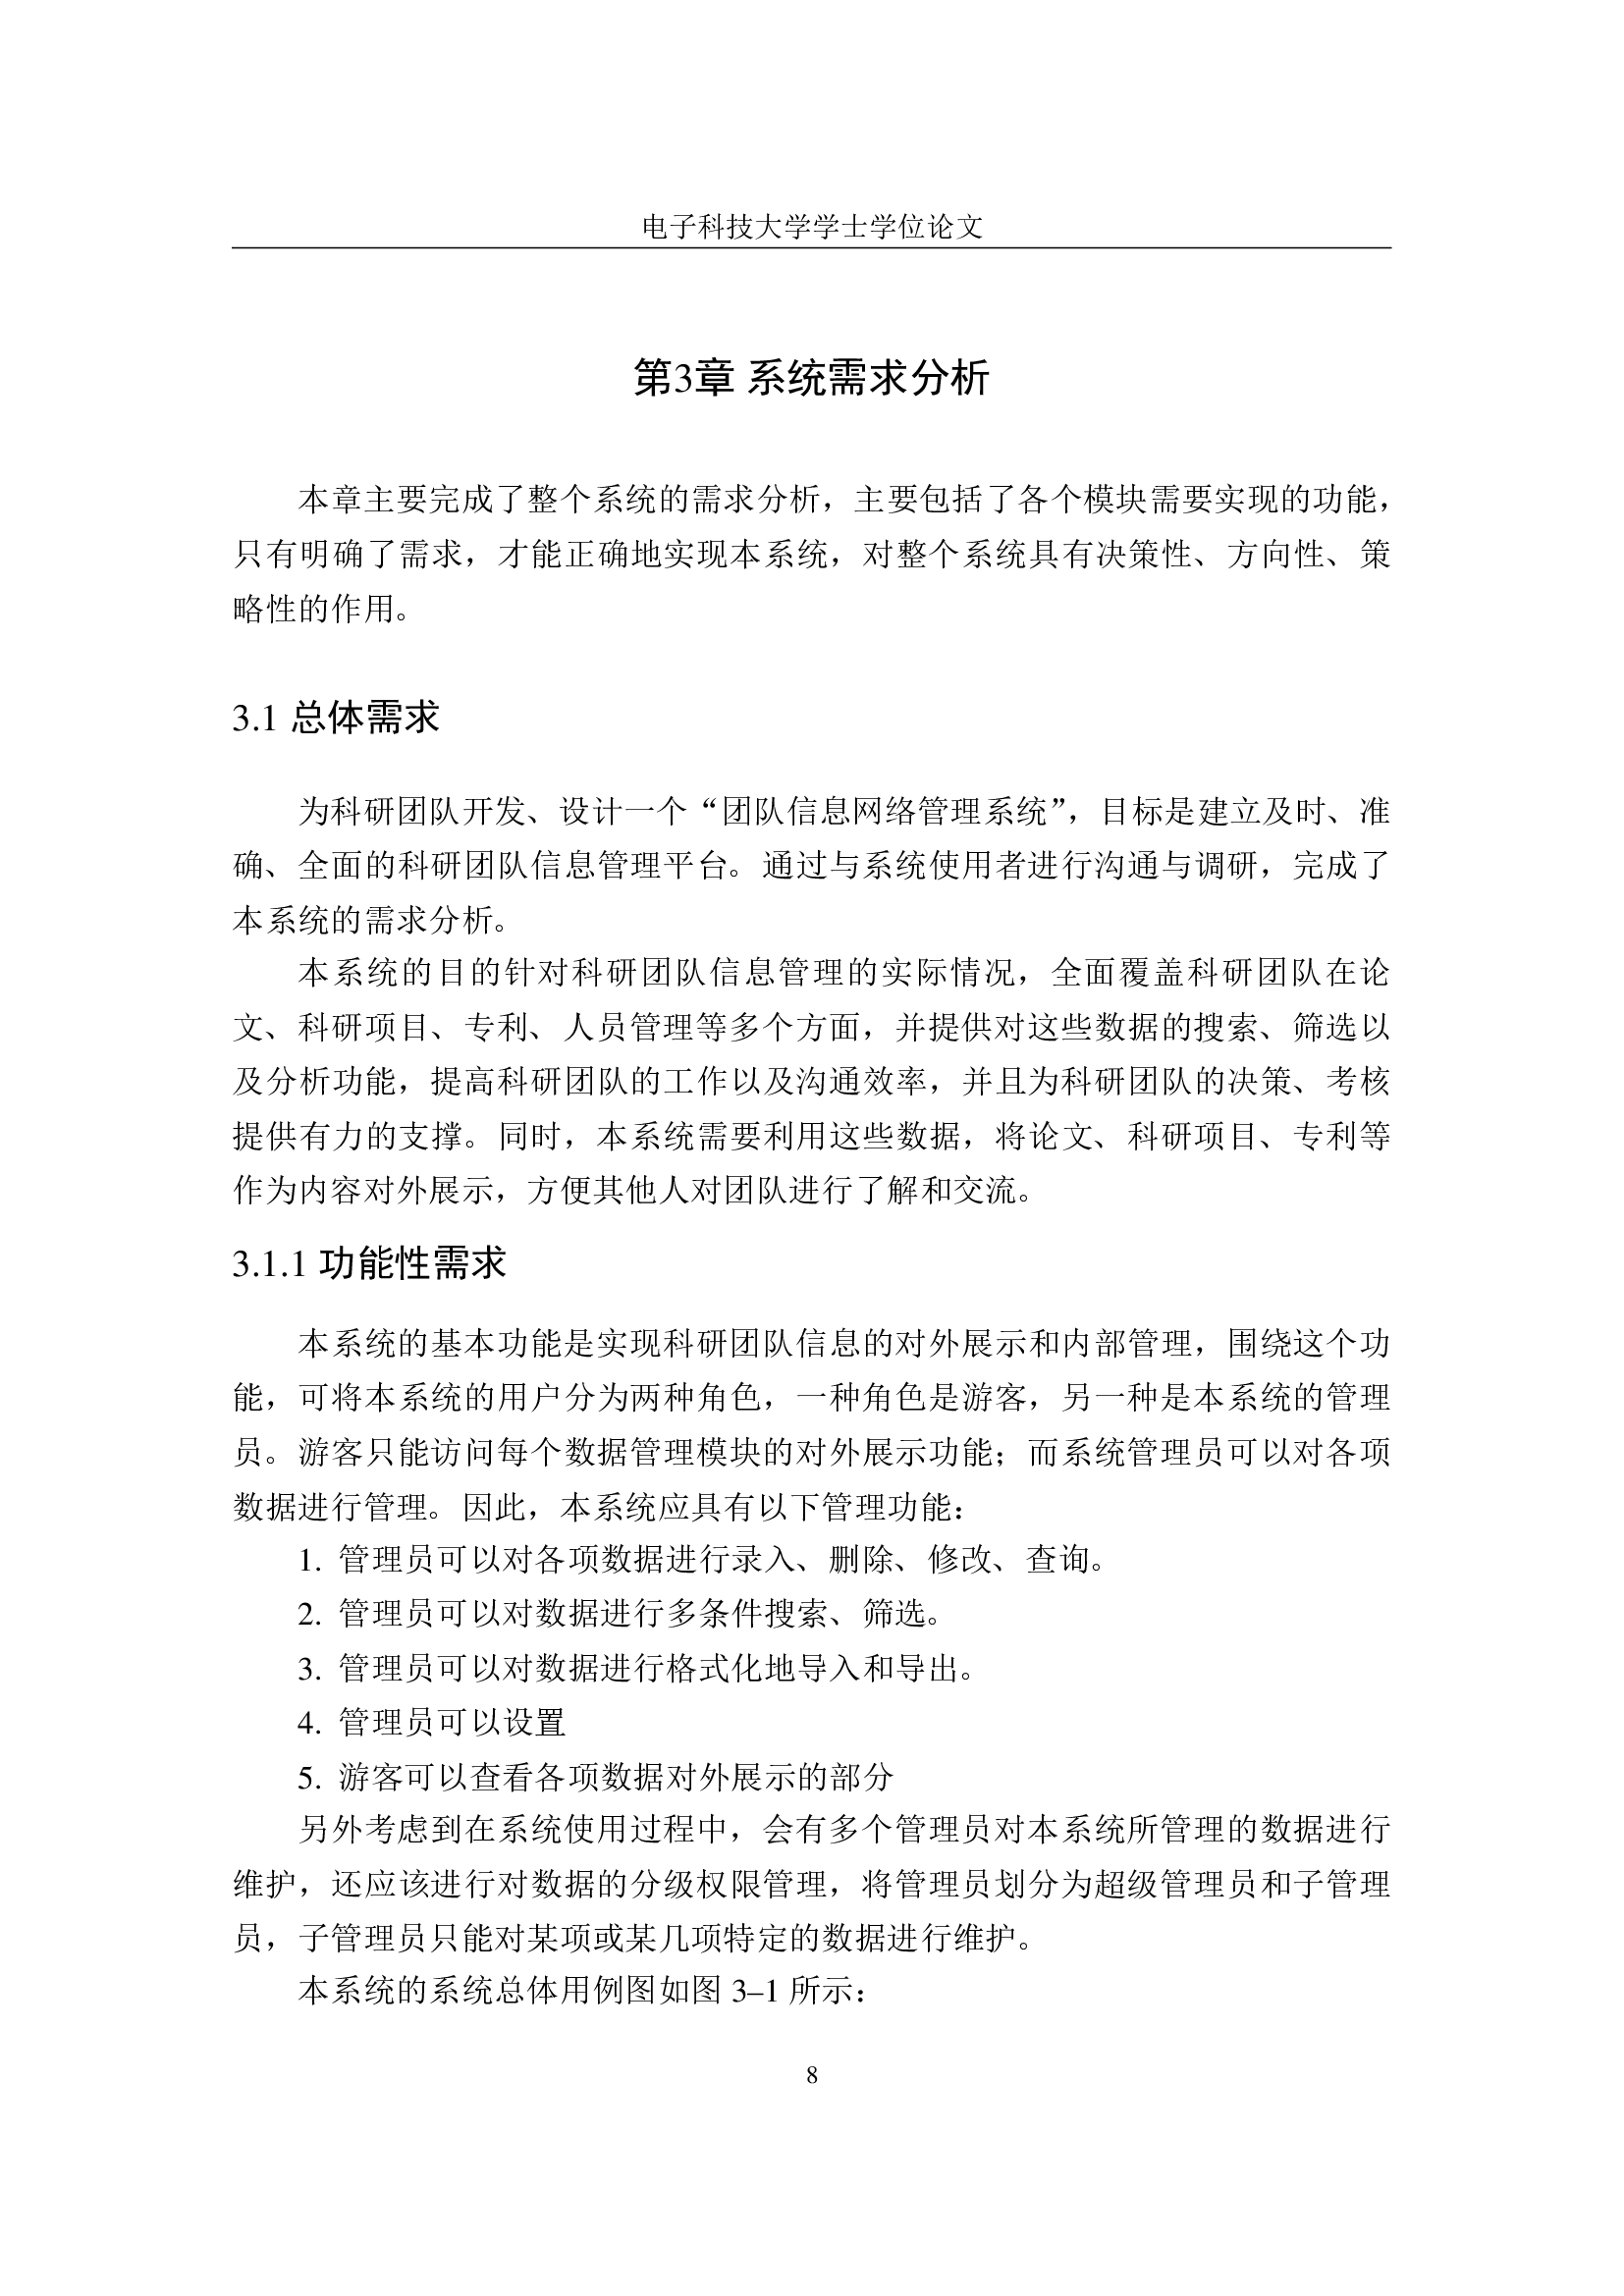 电子科技大学学士学位论文
第3章 系统需求分析
本章主要完成了整个系统的需求分析，主要包括了各个模块需要实现的功能，
只有明确了需求，才能正确地实现本系统，对整个系统具有决策性、方向性、策
略性的作用。
3.1 总体需求
为科研团队开发、设计一个“团队信息网络管理系统”，目标是建立及时、准
确、全面的科研团队信息管理平台。通过与系统使用者进行沟通与调研，完成了
本系统的需求分析。
本系统的目的针对科研团队信息管理的实际情况，全面覆盖科研团队在论
文、科研项目、专利、人员管理等多个方面，并提供对这些数据的搜索、筛选以
及分析功能，提高科研团队的工作以及沟通效率，并且为科研团队的决策、考核
提供有力的支撑。同时，本系统需要利用这些数据，将论文、科研项目、专利等
作为内容对外展示，方便其他人对团队进行了解和交流。
3.1.1 功能性需求
本系统的基本功能是实现科研团队信息的对外展示和内部管理，围绕这个功
能，可将本系统的用户分为两种角色，一种角色是游客，另一种是本系统的管理
员。游客只能访问每个数据管理模块的对外展示功能；而系统管理员可以对各项
数据进行管理。因此，本系统应具有以下管理功能：
1. 管理员可以对各项数据进行录入、删除、修改、查询。
2. 管理员可以对数据进行多条件搜索、筛选。
3. 管理员可以对数据进行格式化地导入和导出。
4. 管理员可以设置
5. 游客可以查看各项数据对外展示的部分
另外考虑到在系统使用过程中，会有多个管理员对本系统所管理的数据进行
维护，还应该进行对数据的分级权限管理，将管理员划分为超级管理员和子管理
员，子管理员只能对某项或某几项特定的数据进行维护。
本系统的系统总体用例图如图 3–1 所示：
8